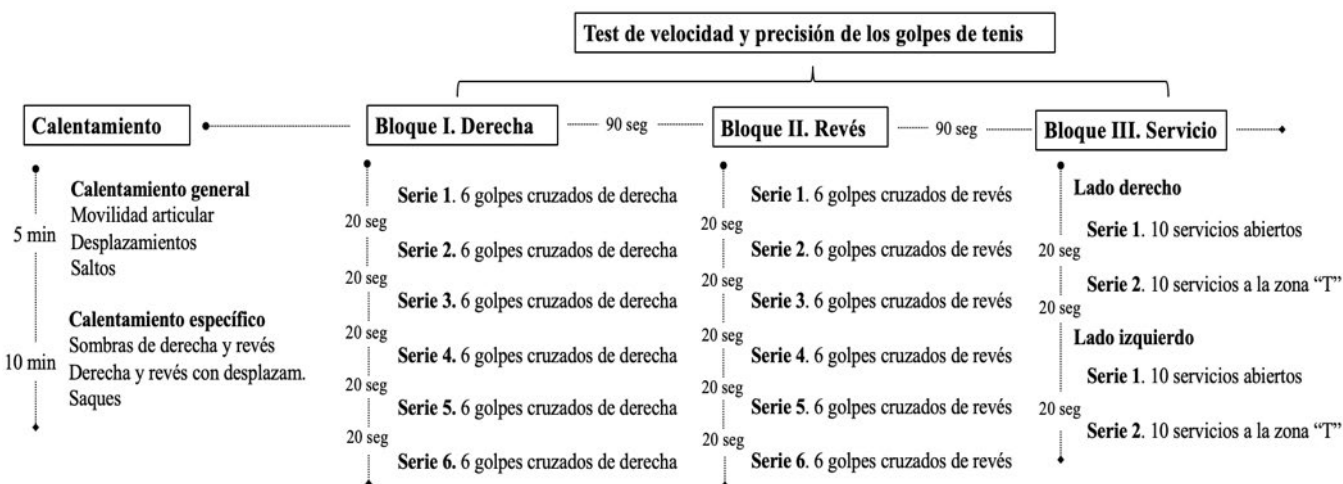 Test de velocidad y precisión de los golpes de tenis
Calentamiento
Bloque I. Derecha
90 seg
Bloque II. Revés
90 seg
Bloque III. Servicio
5 min
Calentamiento general
Movilidad articular
Desplazamientos
Saltos
10 min
Calentamiento específico
Sombras de derecha y revés
Derecha y revés con desplazam.
Saques
Serie 1. 6 golpes cruzados de derecha
20 seg
Serie 2. 6 golpes cruzados de derecha
20 seg
Serie 3. 6 golpes cruzados de derecha
20 seg
Serie 4. 6 golpes cruzados de derecha
20 seg
Serie 5. 6 golpes cruzados de derecha
20 seg
Serie 6. 6 golpes cruzados de derecha
Serie 1. 6 golpes cruzados de revés
20 seg
Serie 2. 6 golpes cruzados de revés
20 seg
Serie 3. 6 golpes cruzados de revés
20 seg
Serie 4. 6 golpes cruzados de revés
20 seg
Serie 5. 6 golpes cruzados de revés
20 seg
Serie 6. 6 golpes cruzados de revés
Lado derecho
Serie 1. 10 servicios abiertos
20 seg
Serie 2. 10 servicios a la zona “T”
20 seg
Lado izquierdo
Serie 1. 10 servicios abiertos
20 seg
Serie 2. 10 servicios a la zona “T”